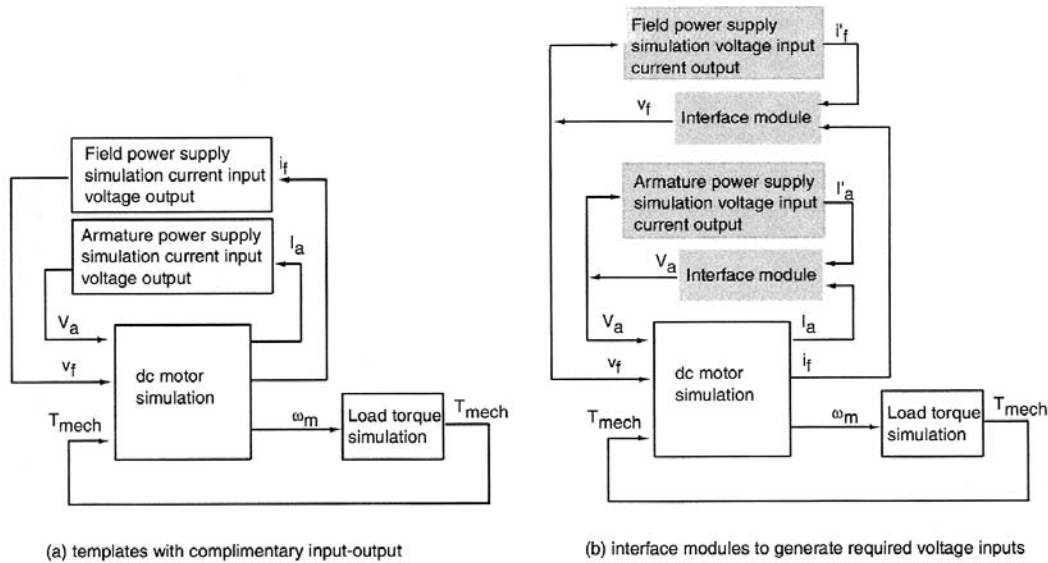 Field power supply
simulation current input
voltage output
i_f
Armature power supply
simulation current input
voltage output
I_a
V_a
v_f
dc motor
simulation
T_mech
ω_m
Load torque
simulation
T_mech
(a) templates with complimentary input-output
Field power supply
simulation voltage input
current output
i'_f
v_f
Interface module
Armature power supply
simulation voltage input
current output
I'_a
V_a
Interface module
V_a
I_a
v_f
i_f
dc motor
simulation
T_mech
ω_m
Load torque
simulation
T_mech
(b) interface modules to generate required voltage inputs